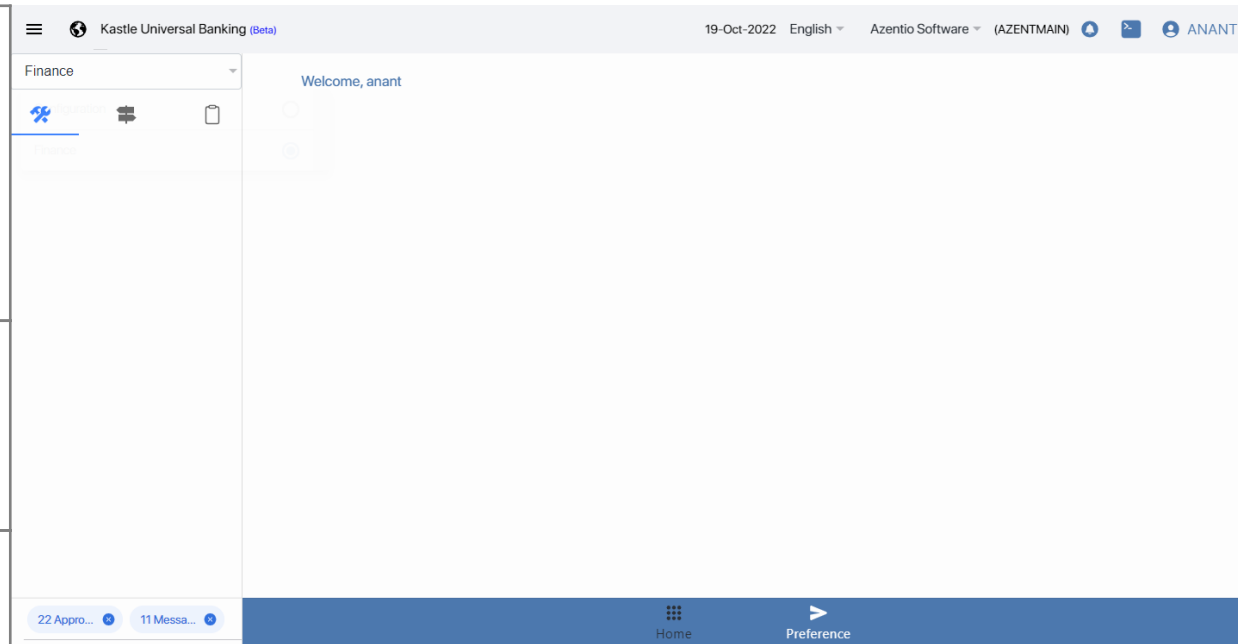 Kastle Universal Banking (Beta) 19-Oct-2022 English Azentio Software (AZENTMAIN) ANANT
Finance
Welcome, anant
22 Appro... 11 Messa...
Home Preference